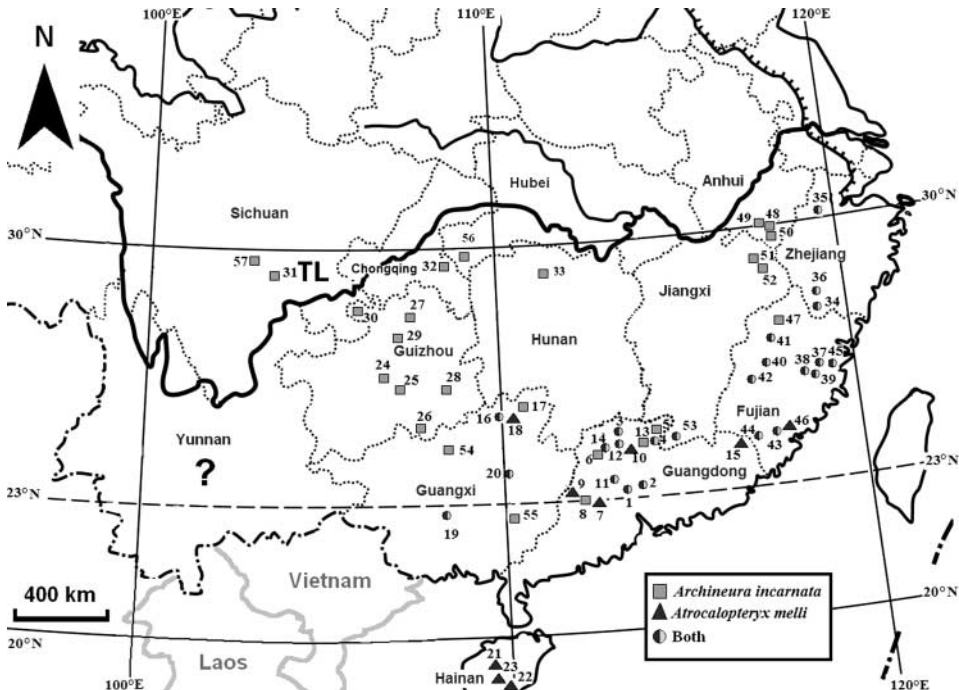 100°E
110°E
120°E
N
Hubei
Anhui
Sichuan
30°N
35
49 48
50
30°N
56
57
31 TL
Chongqing
32
33
51
52
Zhejiang
36
34
Jiangxi
27
30
29
Guizhou
Hunan
47
41
24
25
28
40
42
38 37 45
39
Fujian
16
17
18
26
54
3
5
53
14
13
4
6
12
10
44
43
46
15
Yunnan
?
20
Guangxi
11
2
1
Guangdong
9
8
7
23°N
23°N
19
55
Vietnam
400 km
Laos
20°N
20°N
Archineura incarnata
Atrocalopteryx melli
Both
21
23
22
Hainan
100°E
120°E